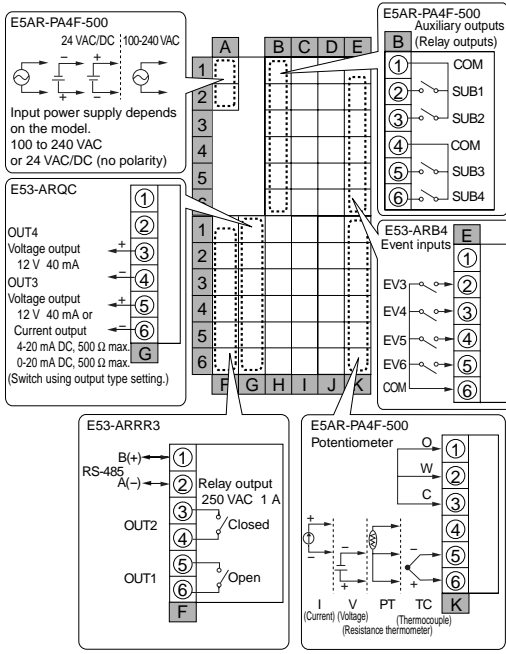 E5AR-PA4F-500
24 VAC/DC 100-240 VAC
− + − +
+ − +
Input power supply depends
on the model.
100 to 240 VAC
or 24 VAC/DC (no polarity)
A B C D E
1
2
3
4
5
6
1
2
3
4
5
6
F G H I J K
E5AR-PA4F-500
Auxiliary outputs
(Relay outputs)
B
1 COM
2 SUB1
3 SUB2
4 COM
5 SUB3
6 SUB4
E53-ARQC
1
2
OUT4
Voltage output + 3
12 V 40 mA
OUT3 − 4
Voltage output + 5
12 V 40 mA or
Current output − 6
4-20 mA DC, 500 Ω max.
0-20 mA DC, 500 Ω max.
G
(Switch using output type setting.)
E53-ARB4
Event inputs
E
1
EV3 2
EV4 3
EV5 4
EV6 5
COM 6
E53-ARRR3
B(+) 1
RS-485
A(−) 2
Relay output
250 VAC 1 A
3
OUT2 Closed
4
5
OUT1 Open
6
F
E5AR-PA4F-500
Potentiometer
O 1
W 2
C 3
4
5
6
+ − − + − +
I V PT TC K
(Current) (Voltage) (Thermocouple)
(Resistance thermometer)